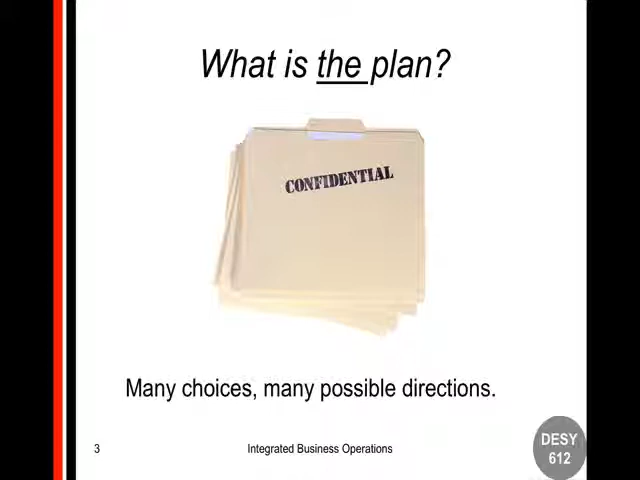 What is the plan?
CONFIDENTIAL
Many choices, many possible directions.
3
Integrated Business Operations
DESY
612